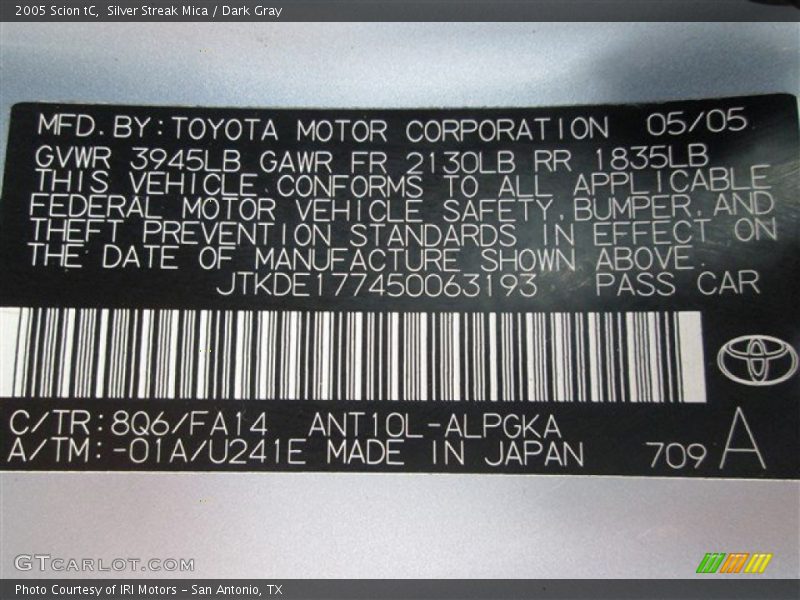 2005 Scion tC,  Silver Streak Mica / Dark Gray
MFD. BY: TOYOTA MOTOR CORPORATION 05/05
GVWR 3945LB GAWR FR 2130LB RR 1835LB
THIS VEHICLE CONFORMS TO ALL APPLICABLE
FEDERAL MOTOR VEHICLE SAFETY, BUMPER, AND
THEFT PREVENTION STANDARDS IN EFFECT ON
THE DATE OF MANUFACTURE SHOWN ABOVE.
JTKDE177450063193 PASS CAR
C/TR: 8Q6/FA14 ANT10L-ALPGKA
A/TM: -01A/U241E MADE IN JAPAN 709 A
GTCARLOT.COM
Photo Courtesy of IRI Motors - San Antonio, TX